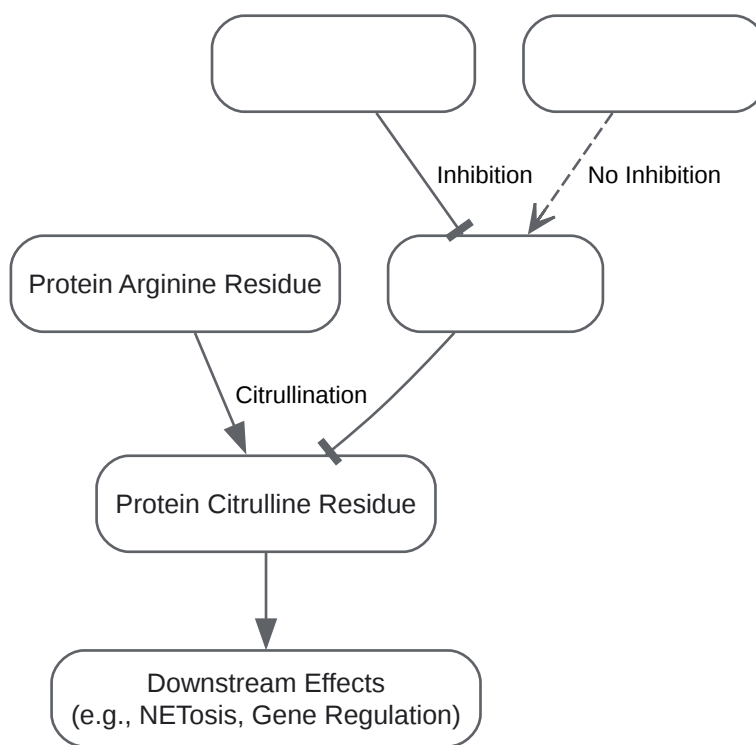 Inhibition
No Inhibition
Protein Arginine Residue
Citrullination
Protein Citrulline Residue
Downstream Effects
(e.g., NETosis, Gene Regulation)